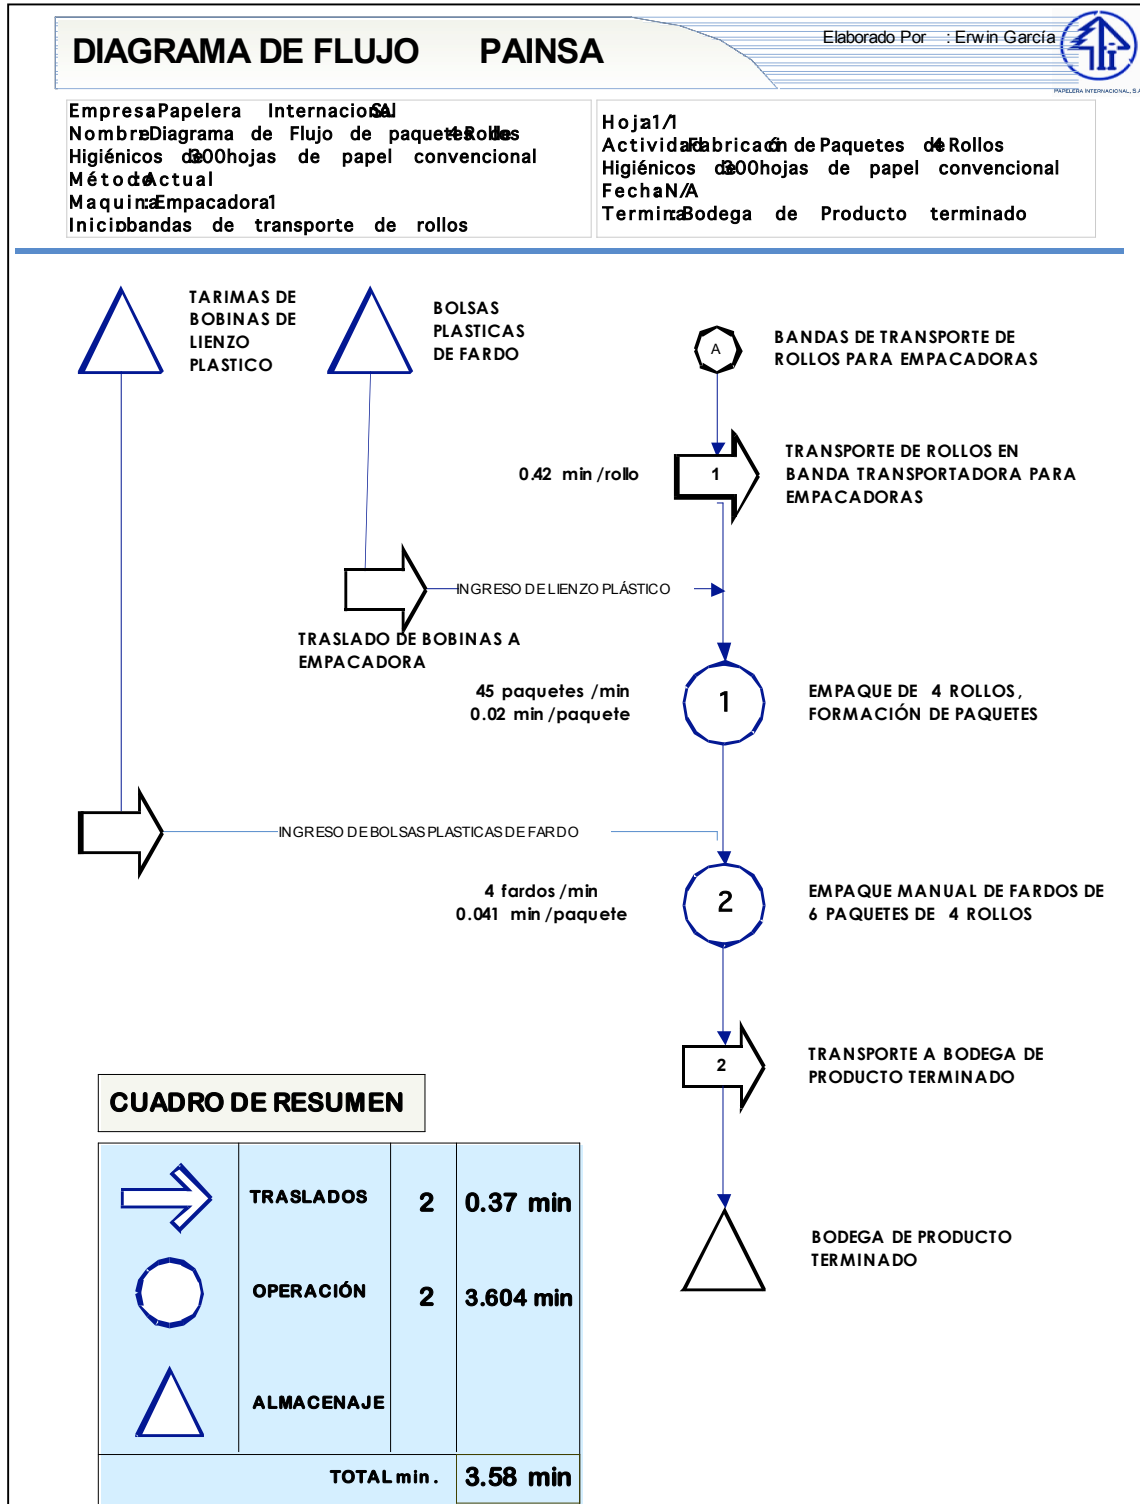 DIAGRAMA DE FLUJO PAINSA
Elaborado Por : Erwin García
PAPELERA INTERNACIONAL, S.A
Empresa: Papelera Internacional
Nombre: Diagrama de Flujo de paquetes de 4 Rollos
Higiénicos de 300 hojas de papel convencional
Método: Actual
Maquina: Empacadora 1
Inicio: bandas de transporte de rollos
Hoja: 1/1
Actividad: Fabricación de Paquetes de 4 Rollos
Higiénicos de 300 hojas de papel convencional
Fecha: N/A
Termina: Bodega de Producto terminado
TARIMAS DE
BOBINAS DE
LIENZO
PLASTICO
BOLSAS
PLASTICAS
DE FARDO
A
BANDAS DE TRANSPORTE DE
ROLLOS PARA EMPACADORAS
0.42 min /rollo
1
TRANSPORTE DE ROLLOS EN
BANDA TRANSPORTADORA PARA
EMPACADORAS
INGRESO DE LIENZO PLÁSTICO
TRASLADO DE BOBINAS A
EMPACADORA
45 paquetes /min
0.02 min /paquete
1
EMPAQUE DE 4 ROLLOS,
FORMACIÓN DE PAQUETES
INGRESO DE BOLSAS PLASTICAS DE FARDO
4 fardos /min
0.041 min /paquete
2
EMPAQUE MANUAL DE FARDOS DE
6 PAQUETES DE 4 ROLLOS
2
TRANSPORTE A BODEGA DE
PRODUCTO TERMINADO
BODEGA DE PRODUCTO
TERMINADO
CUADRO DE RESUMEN
TRASLADOS 2 0.37 min
OPERACIÓN 2 3.604 min
ALMACENAJE
TOTAL min. 3.58 min